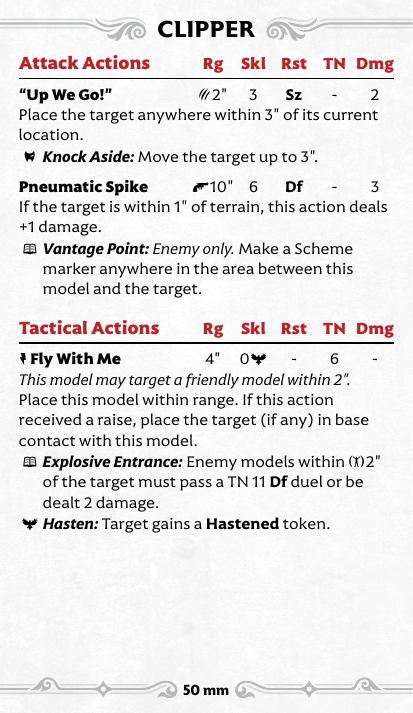 CLIPPER
Attack Actions Rg Skl Rst TN Dmg
“Up We Go!” 2" 3 Sz - 2
Place the target anywhere within 3" of its current
location.
Knock Aside: Move the target up to 3".
Pneumatic Spike 10" 6 Df - 3
If the target is within 1" of terrain, this action deals
+1 damage.
Vantage Point: Enemy only. Make a Scheme
marker anywhere in the area between this
model and the target.
Tactical Actions Rg Skl Rst TN Dmg
Fly With Me 4" 0 - 6 -
This model may target a friendly model within 2".
Place this model within range. If this action
received a raise, place the target (if any) in base
contact with this model.
Explosive Entrance: Enemy models within 2"
of the target must pass a TN 11 Df duel or be
dealt 2 damage.
Hasten: Target gains a Hastened token.
50 mm